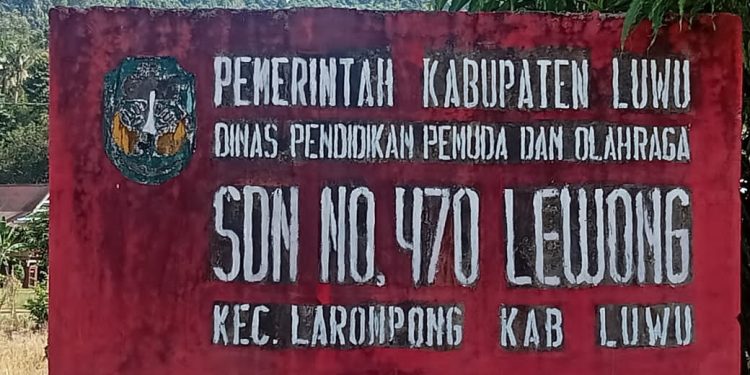 PEMERINTAH KABUPATEN LUWU
DINAS PENDIDIKAN PEMUDA DAN OLAHRAGA
SDN NO. 470 LEWONG
KEC. LAROMPONG KAB LUWU